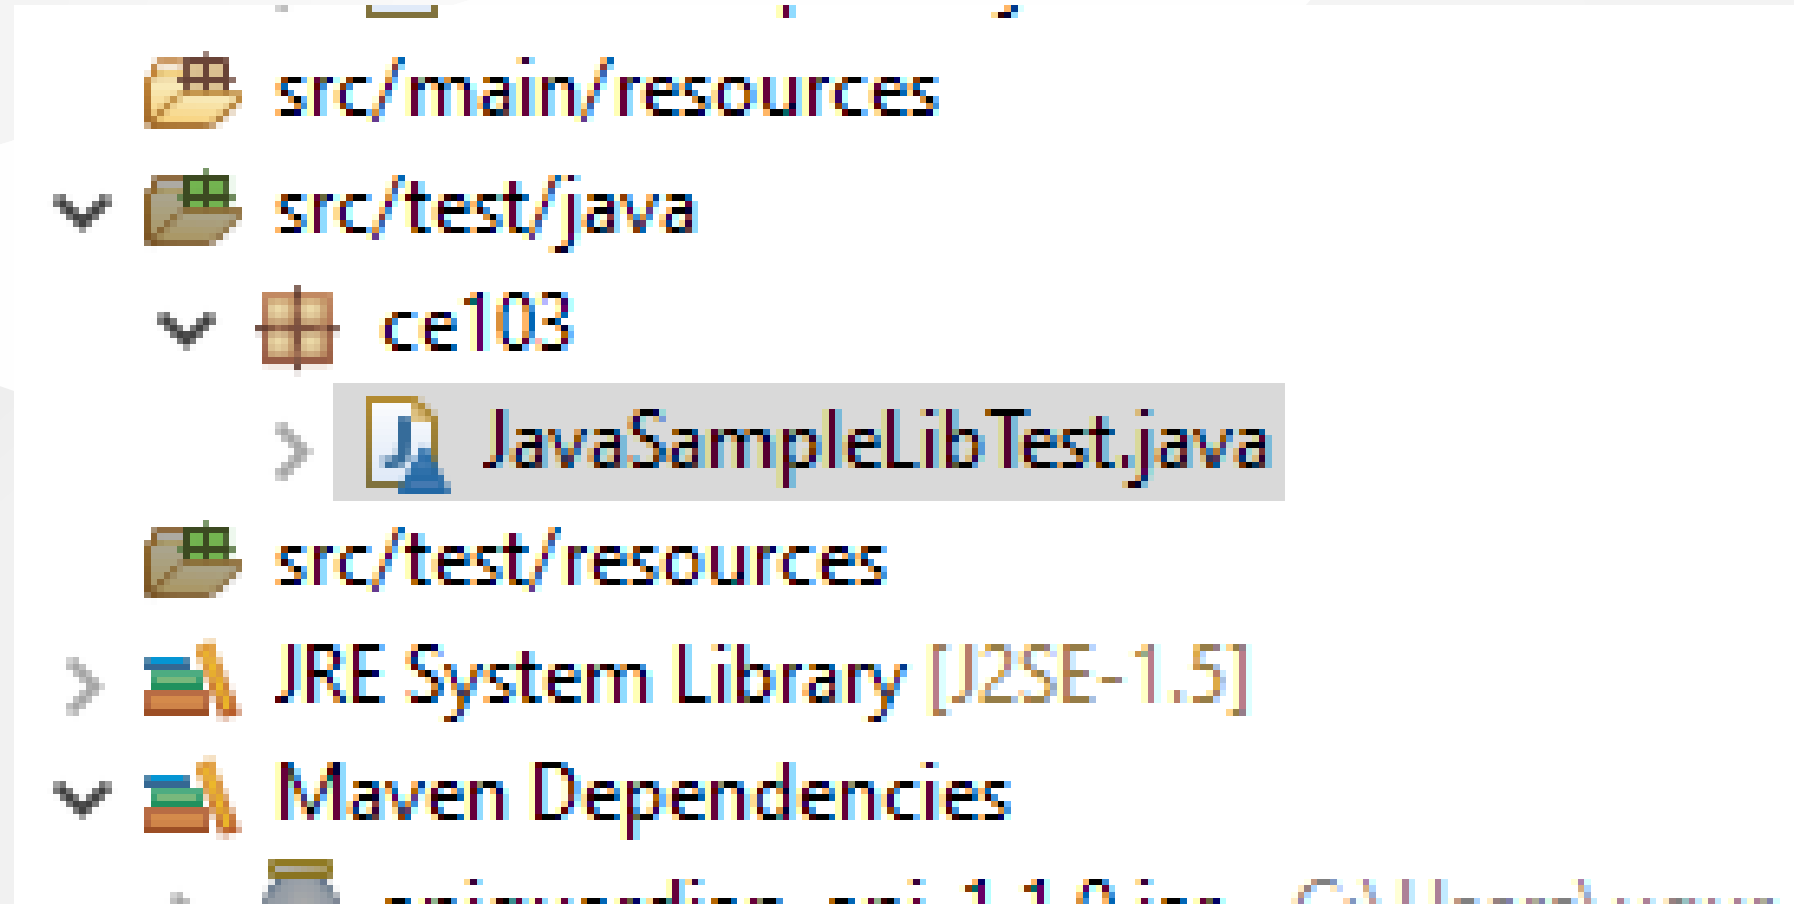 src/main/resources
src/test/java
ce103
JavaSampleLibTest.java
src/test/resources
JRE System Library [J2SE-1.5]
Maven Dependencies